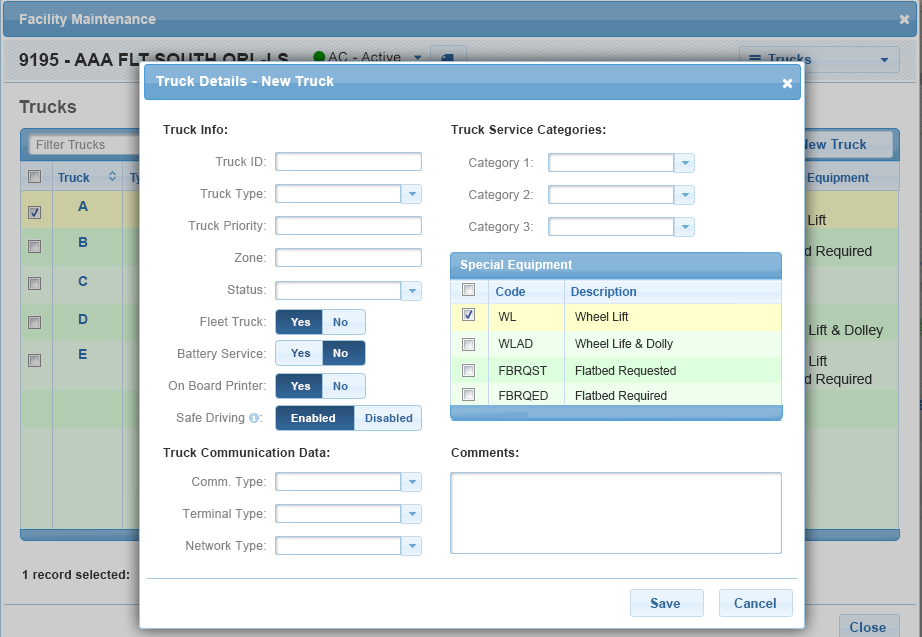 Facility Maintenance
9195 - AAA FLT SOUTH ORL-LS
AC - Active
Trucks
Truck Details - New Truck
Trucks
Filter Trucks
New Truck
Truck
Equipment
A
Lift
B
d Required
C
D
Lift & Dolley
E
Lift
d Required
1 record selected:
Close
Truck Info:
Truck ID:
Truck Type:
Truck Priority:
Zone:
Status:
Fleet Truck: Yes No
Battery Service: Yes No
On Board Printer: Yes No
Safe Driving : Enabled Disabled
Truck Communication Data:
Comm. Type:
Terminal Type:
Network Type:
Truck Service Categories:
Category 1:
Category 2:
Category 3:
Special Equipment
Code Description
WL Wheel Lift
WLAD Wheel Life & Dolly
FBRQST Flatbed Requested
FBRQED Flatbed Required
Comments:
Save Cancel